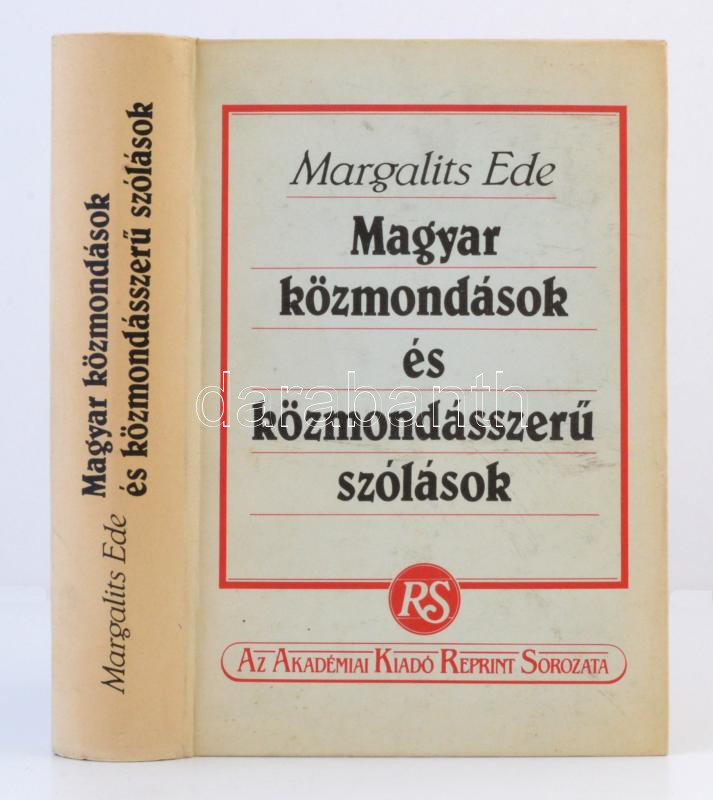 Margalits Ede
Magyar közmondások
és közmondásszerű szólások
Margalits Ede
Magyar
közmondások
és
közmondásszerű
szólások
darabanth
RS
AZ AKADÉMIAI KIADÓ REPRINT SOROZATA